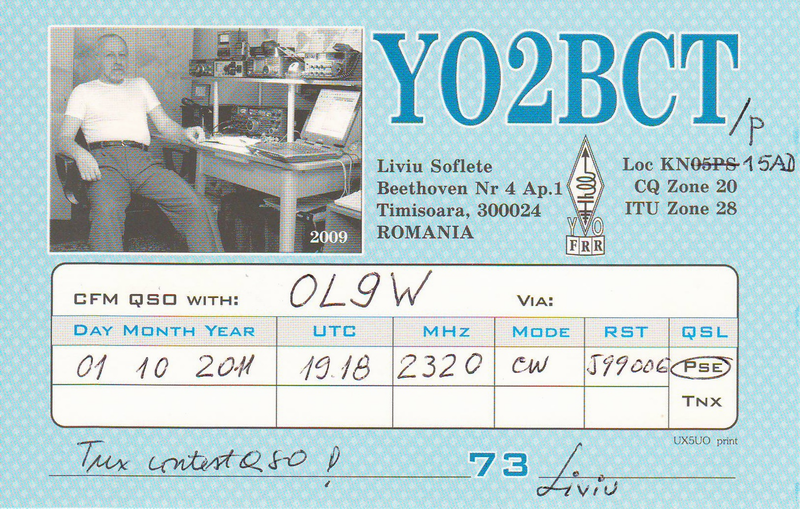 YO2BCT/p
2009
Liviu Soflete
Beethoven Nr 4 Ap.1
Timisoara, 300024
ROMANIA
YO
FRR
Loc KN05PS 15AD
CQ Zone 20
ITU Zone 28
CFM QSO WITH: OL9W VIA:
DAY MONTH YEAR UTC MHz MODE RST QSL
01 10 2011 19.18 2320 CW 599006 PSE
TNX
UX5UO print
Tnx contest QSO ! 73 Liviu